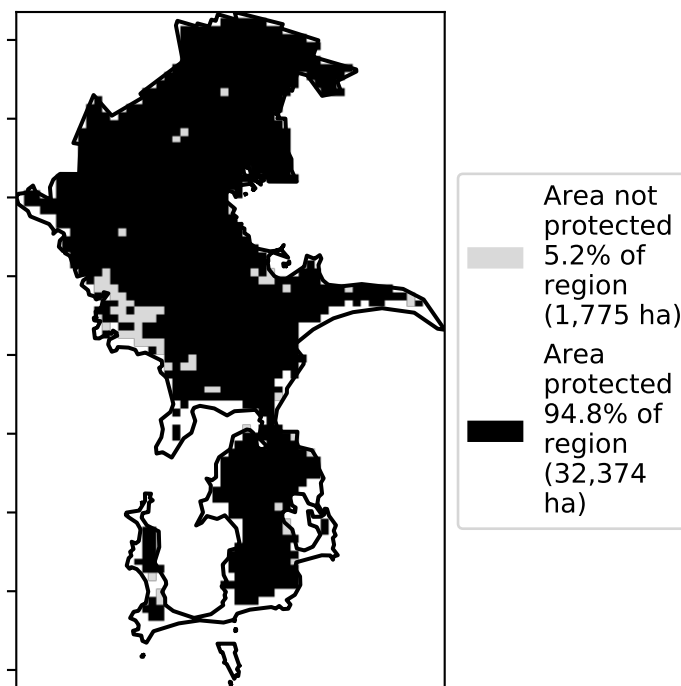 Area not
protected
5.2% of
region
(1,775 ha)
Area
protected
94.8% of
region
(32,374
ha)